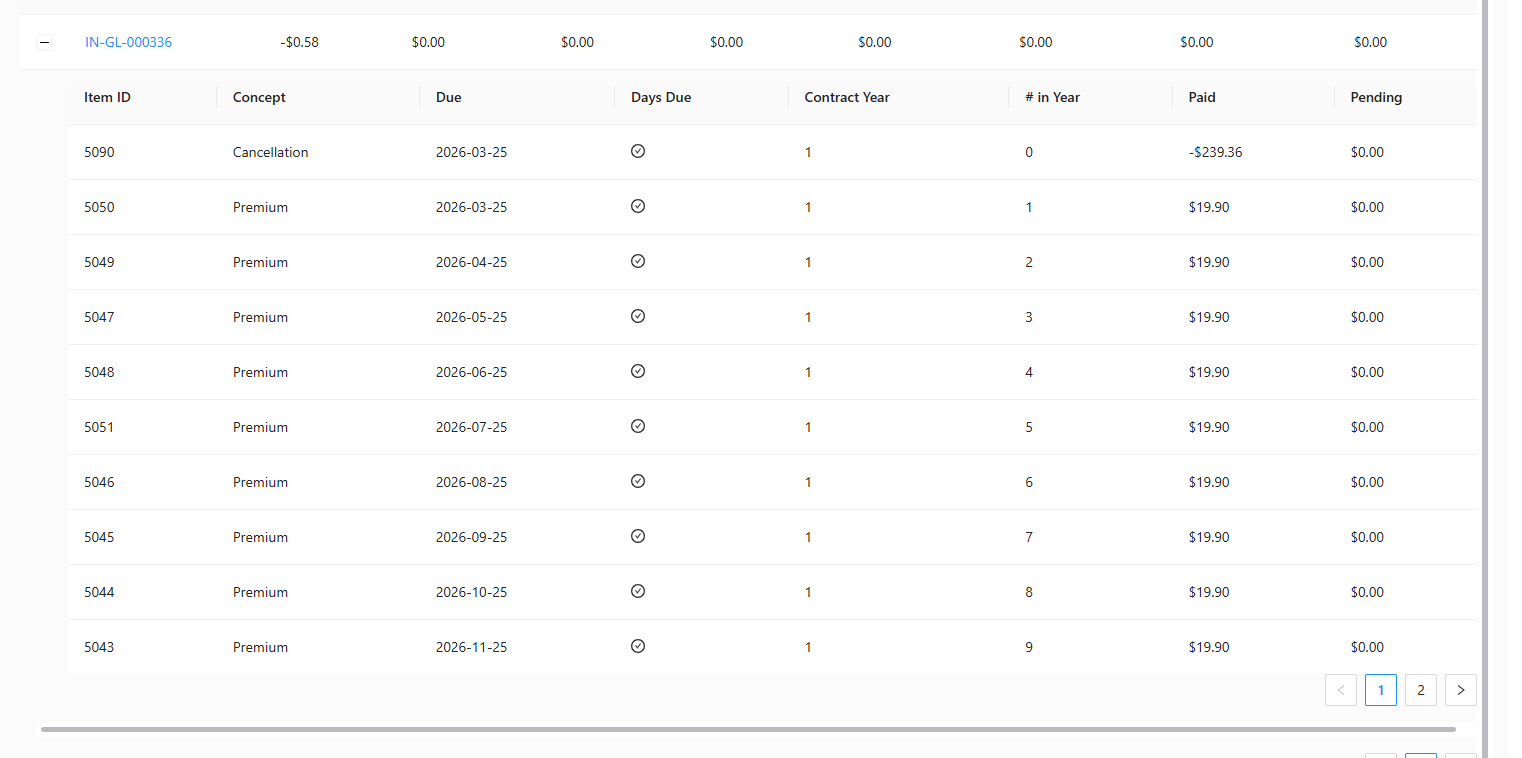 IN-GL-000336 -$0.58 $0.00 $0.00 $0.00 $0.00 $0.00 $0.00 $0.00
Item ID Concept Due Days Due Contract Year # in Year Paid Pending
5090 Cancellation 2026-03-25 1 0 -$239.36 $0.00
5050 Premium 2026-03-25 1 1 $19.90 $0.00
5049 Premium 2026-04-25 1 2 $19.90 $0.00
5047 Premium 2026-05-25 1 3 $19.90 $0.00
5048 Premium 2026-06-25 1 4 $19.90 $0.00
5051 Premium 2026-07-25 1 5 $19.90 $0.00
5046 Premium 2026-08-25 1 6 $19.90 $0.00
5045 Premium 2026-09-25 1 7 $19.90 $0.00
5044 Premium 2026-10-25 1 8 $19.90 $0.00
5043 Premium 2026-11-25 1 9 $19.90 $0.00
< 1 2 >